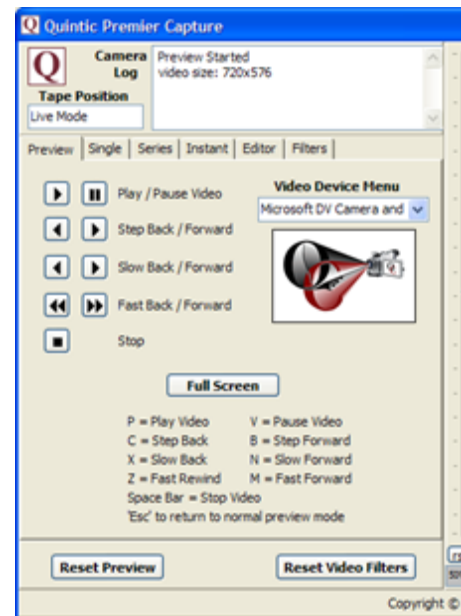 Quintic Premier Capture
Q
Camera Log
Preview Started
video size: 720x576
Tape Position
Live Mode
Preview Single Series Instant Editor Filters
Play / Pause Video
Video Device Menu
Microsoft DV Camera and
Step Back / Forward
Slow Back / Forward
Fast Back / Forward
Stop
Full Screen
P = Play Video V = Pause Video
C = Step Back B = Step Forward
X = Slow Back N = Slow Forward
Z = Fast Rewind M = Fast Forward
Space Bar = Stop Video
'Esc' to return to normal preview mode
Reset Preview Reset Video Filters
Copyright ©